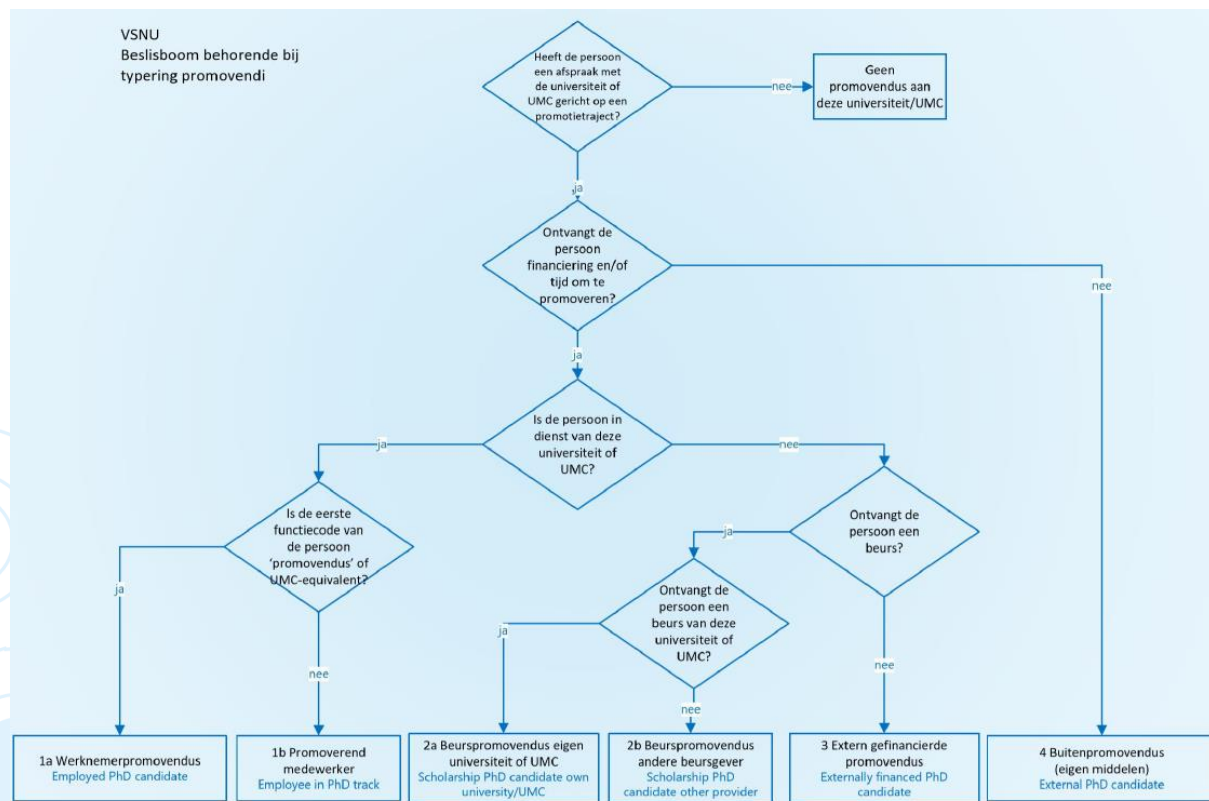 VSNU
Beslisboom behorende bij
typering promovendi
Heeft de persoon
een afspraak met
de universiteit of
UMC gericht op een
promotietraject?
nee
Geen
promovendus aan
deze universiteit/UMC
ja
Ontvangt de
persoon
financiering en/of
tijd om te
promoveren?
nee
ja
Is de persoon in
dienst van deze
universiteit of
UMC?
ja
nee
Is de eerste
functiecode van
de persoon
‘promovendus’ of
UMC-equivalent?
Ontvangt de
persoon een
beurs?
ja
ja
Ontvangt de
persoon een
beurs van deze
universiteit of
UMC?
ja
nee
nee
nee
1a Werknemerpromovendus
Employed PhD candidate
1b Promoverend
medewerker
Employee in PhD track
2a Beurspromovendus eigen
universiteit of UMC
Scholarship PhD candidate own
university/UMC
2b Beurspromovendus
andere beursgever
Scholarship PhD
candidate other provider
3 Extern gefinancierde
promovendus
Externally financed PhD
candidate
4 Buitenpromovendus
(eigen middelen)
External PhD candidate